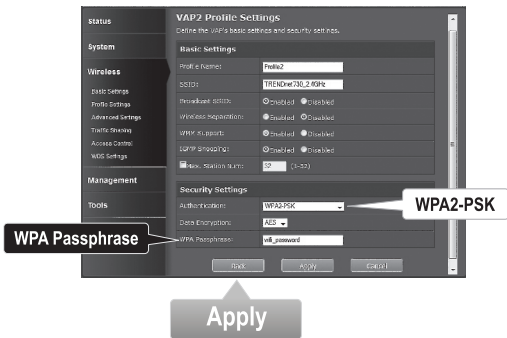 Status
System
Wireless
Basic Settings
Profile Settings
Advanced Settings
Traffic Shaping
Access Control
WDS Settings
Management
Tools
VAP2 Profile Settings
Define the VAP's basic settings and security settings.
Basic Settings
Profile Name: Profile2
SSID: TRENDnet730_2.4GHz
Broadcast SSID: Enabled Disabled
Wireless Separation: Enabled Disabled
WMM Support: Enabled Disabled
IGMP Snooping: Enabled Disabled
Max. Station Num: 32 (1-32)
Security Settings
Authentication: WPA2-PSK
Data Encryption: AES
WPA Passphrase: wifi_password
Back Apply Cancel
WPA2-PSK
WPA Passphrase
Apply